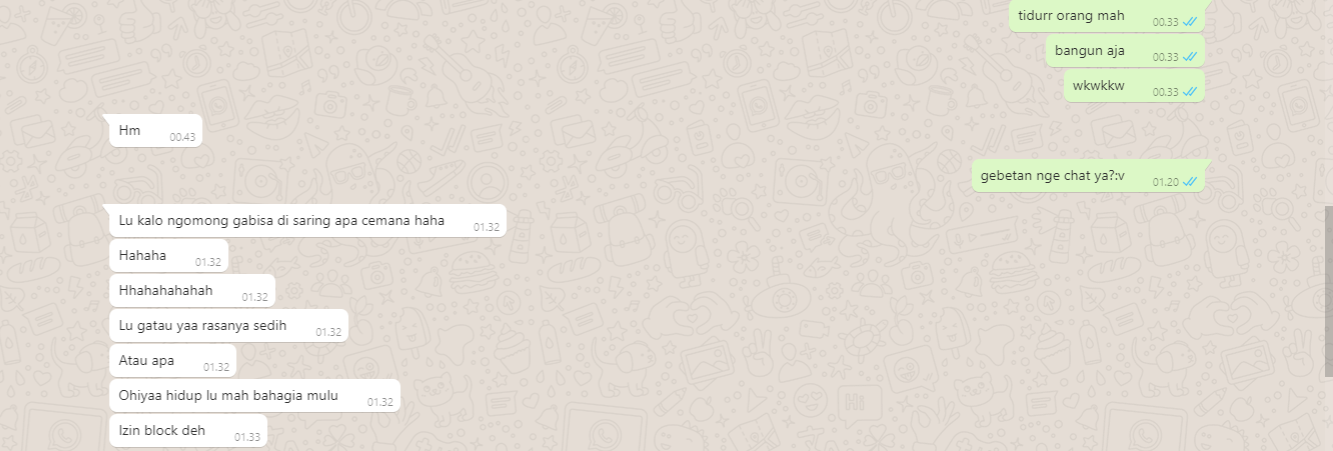 tidurr orang mah 00.33
bangun aja 00.33
wkwkkw 00.33
Hm 00.43
gebetan nge chat ya?:v 01.20
Lu kalo ngomong gabisa di saring apa cemana haha 01.32
Hahaha 01.32
Hhahahahahah 01.32
Lu gatau yaa rasanya sedih 01.32
Atau apa 01.32
Ohiyaa hidup lu mah bahagia mulu 01.32
Izin block deh 01.33